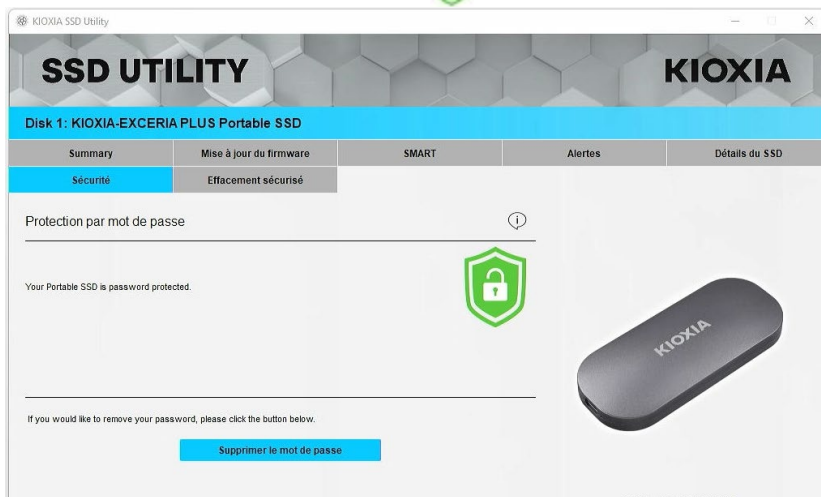 KIOXIA SSD Utility
SSD UTILITY
KIOXIA
Disk 1: KIOXIA-EXCERIA PLUS Portable SSD
Summary
Mise à jour du firmware
SMART
Alertes
Détails du SSD
Sécurité
Effacement sécurisé
Protection par mot de passe
Your Portable SSD is password protected.
KIOXIA
If you would like to remove your password, please click the button below.
Supprimer le mot de passe